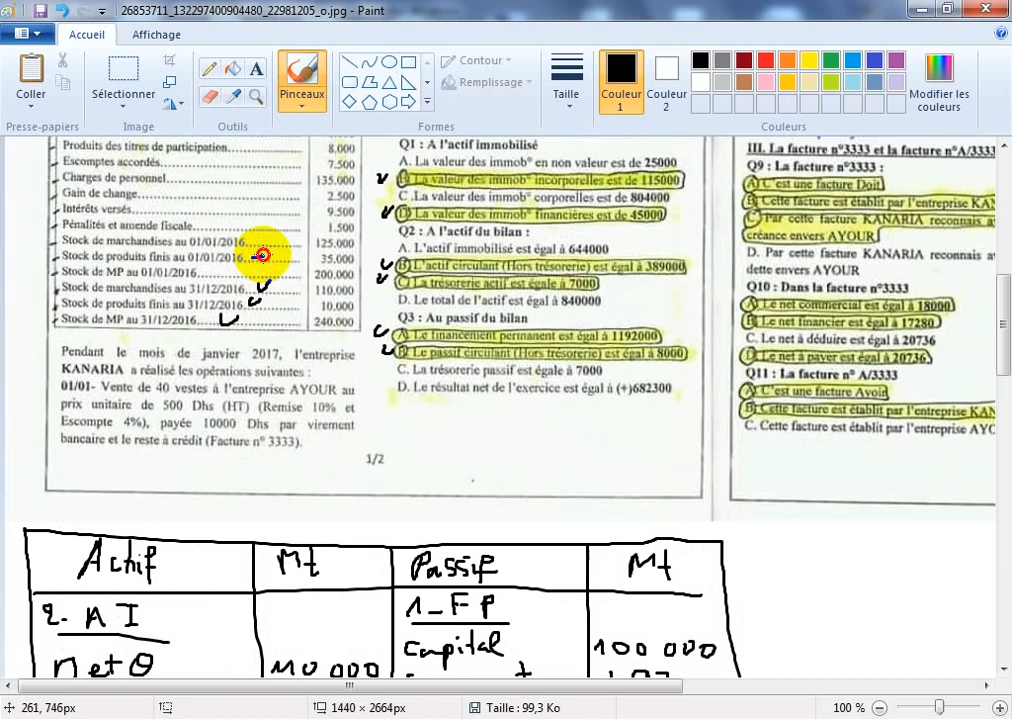 26853711_132297400904480_22981205_o.jpg - Paint
Accueil
Affichage
Coller
Sélectionner
Pinceaux
Contour
Remplissage
Taille
Couleur 1
Couleur 2
Modifier les couleurs
Presse-papiers
Image
Outils
Formes
Couleurs
Produits des titres de participation 8.000
Escomptes accordés 7.500
Charges de personnel 135.000
Gain de change 2.500
Intérêts versés 9.500
Pénalités et amende fiscale 1.500
Stock de marchandises au 01/01/2016 125.000
Stock de produits finis au 01/01/2016 35.000
Stock de MP au 01/01/2016 200.000
Stock de marchandises au 31/12/2016 110.000
Stock de produits finis au 31/12/2016 10.000
Stock de MP au 31/12/2016 240.000
Pendant le mois de janvier 2017, l'entreprise
KANARIA a réalisé les opérations suivantes :
01/01- Vente de 40 vestes à l'entreprise AYOUR au
prix unitaire de 500 Dhs (HT) (Remise 10% et
Escompte 4%), payée 10000 Dhs par virement
bancaire et le reste à crédit (Facture n° 3333).
Q1 : A l'actif immobilisé
A. La valeur des immob° en non valeur est de 25000
B. La valeur des immob° incorporelles est de 115000
C .La valeur des immob° corporelles est de 804000
D. La valeur des immob° financières est de 45000
Q2 : A l'actif du bilan :
A. L'actif immobilisé est égal à 644000
B. L'actif circulant (Hors trésorerie) est égal à 389000
C. La trésorerie actif est égale à 7000
D. Le total de l'actif est égal à 840000
Q3 : Au passif du bilan
A. Le financement permanent est égal à 1192000
B. Le passif circulant (Hors trésorerie) est égal à 8000
C. La trésorerie passif est égale à 7000
D. Le résultat net de l'exercice est égal à (+)682300
1/2
III. La facture n°3333 et la facture n°A/3333
Q9 : La facture n°3333 :
A) C'est une facture Doit
B. Cette facture est établit par l'entreprise KAN
C. Par cette facture KANARIA reconnais a
créance envers AYOUR
D. Par cette facture KANARIA reconnais a
dette envers AYOUR
Q10 : Dans la facture n°3333
A. Le net commercial est égal à 18000
B. Le net financier est égal à 17280
C. Le net à déduire est égal à 20736
D. Le net à payer est égal à 20736
Q11 : La facture n° A/3333
A. C'est une facture Avoir
B. Cette facture est établit par l'entreprise KAN
C. Cette facture est établit par l'entreprise AYO
Actif Mt Passif Mt
2- A I 1- F P
capital 100 000
110 000
261, 746px
1440 × 2664px
Taille : 99,3 Ko
100 %